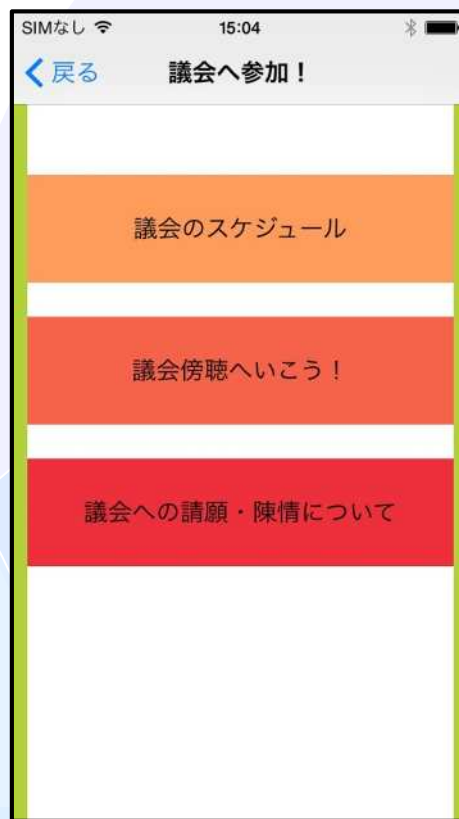 SIMなし 15:04
戻る 議会へ参加！
議会のスケジュール
議会傍聴へいこう！
議会への請願・陳情について